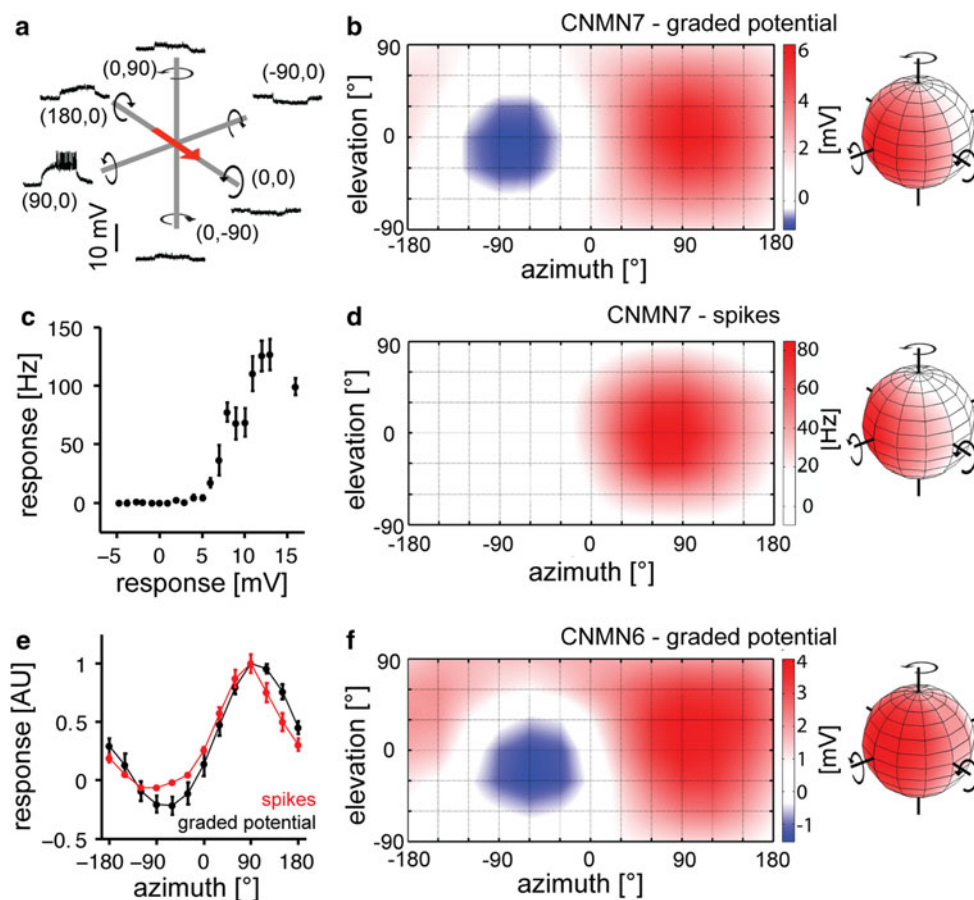 a
(0,90)
(-90,0)
(180,0)
(90,0)
(0,0)
(0,-90)
10 mV
b
CNMN7 - graded potential
elevation [°]
90
0
-90
-180
-90
0
90
180
azimuth [°]
6
5
4
3
2
1
0
[mV]
c
response [Hz]
150
100
50
0
−5
0
5
10
15
response [mV]
d
CNMN7 - spikes
elevation [°]
90
0
-90
-180
-90
0
90
180
azimuth [°]
80
60
40
20
0
[Hz]
e
response [AU]
1
0.5
0
−0.5
spikes
graded potential
−180
−90
0
90
180
azimuth [°]
f
CNMN6 - graded potential
elevation [°]
90
0
-90
-180
-90
0
90
180
azimuth [°]
4
3
2
1
0
-1
[mV]